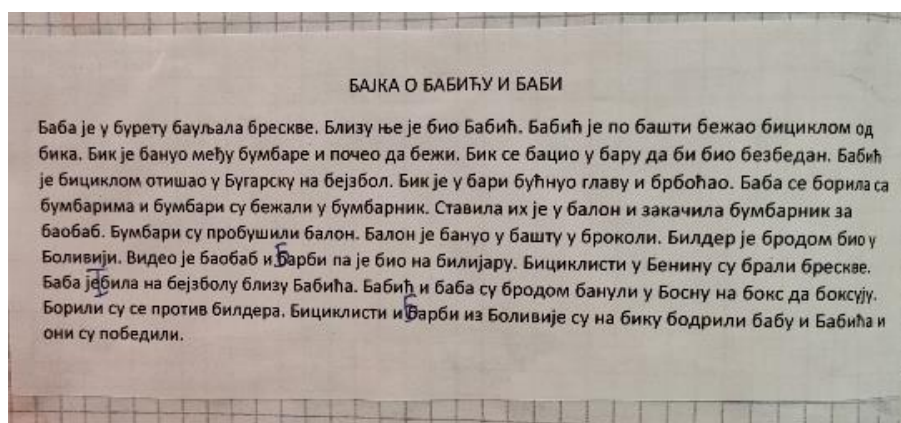 БАЈКА О БАБИЋУ И БАБИ
Баба је у бурету бауљала брескве. Близу ње је био Бабић. Бабић је по башти бежао бициклом од
бика. Бик је бануо међу бумбаре и почео да бежи. Бик се бацио у бару да би био безбедан. Бабић
је бициклом отишао у Бугарску на бејзбол. Бик је у бари бућнуо главу и брбоћао. Баба се борила са
бумбарима и бумбари су бежали у бумбарник. Ставила их је у балон и закачила бумбарник за
баобаб. Бумбари су пробушили балон. Балон је бануо у башту у броколи. Билдер је бродом био у
Боливији. Видео је баобаб и Барби па је био на билијару. Бициклисти у Бенину су брали брескве.
Баба је била на бејзболу близу Бабића. Бабић и баба су бродом банули у Босну на бокс да боксују.
Борили су се против билдера. Бициклисти и Барби из Боливије су на бику бодрили бабу и Бабића и
они су победили.